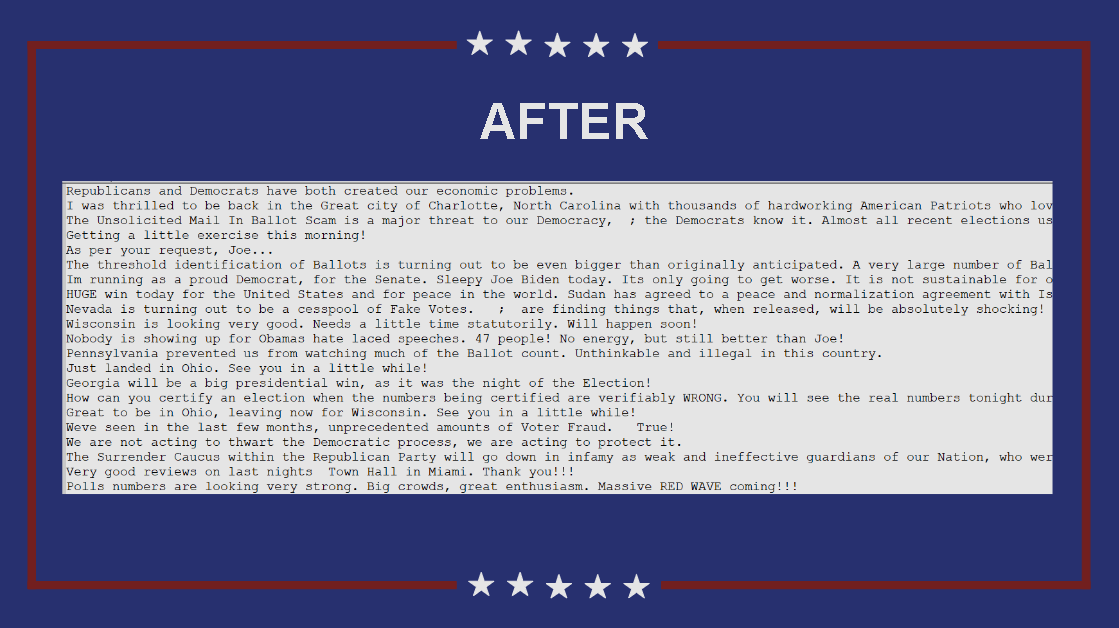 AFTER
Republicans and Democrats have both created our economic problems.
I was thrilled to be back in the Great city of Charlotte, North Carolina with thousands of hardworking American Patriots who lov
The Unsolicited Mail In Ballot Scam is a major threat to our Democracy,  ; the Democrats know it. Almost all recent elections us
Getting a little exercise this morning!
As per your request, Joe...
The threshold identification of Ballots is turning out to be even bigger than originally anticipated. A very large number of Bal
Im running as a proud Democrat, for the Senate. Sleepy Joe Biden today. Its only going to get worse. It is not sustainable for o
HUGE win today for the United States and for peace in the world. Sudan has agreed to a peace and normalization agreement with Is
Nevada is turning out to be a cesspool of Fake Votes.   ;  are finding things that, when released, will be absolutely shocking!
Wisconsin is looking very good. Needs a little time statutorily. Will happen soon!
Nobody is showing up for Obamas hate laced speeches. 47 people! No energy, but still better than Joe!
Pennsylvania prevented us from watching much of the Ballot count. Unthinkable and illegal in this country.
Just landed in Ohio. See you in a little while!
Georgia will be a big presidential win, as it was the night of the Election!
How can you certify an election when the numbers being certified are verifiably WRONG. You will see the real numbers tonight dur
Great to be in Ohio, leaving now for Wisconsin. See you in a little while!
Weve seen in the last few months, unprecedented amounts of Voter Fraud.   True!
We are not acting to thwart the Democratic process, we are acting to protect it.
The Surrender Caucus within the Republican Party will go down in infamy as weak and ineffective guardians of our Nation, who wer
Very good reviews on last nights  Town Hall in Miami. Thank you!!!
Polls numbers are looking very strong. Big crowds, great enthusiasm. Massive RED WAVE coming!!!